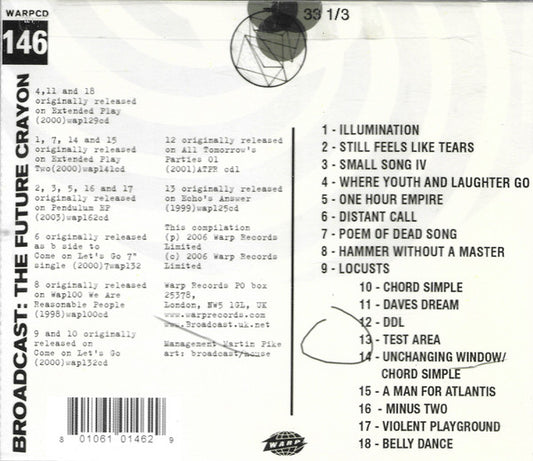 WARPCD
146
BROADCAST: THE FUTURE CRAYON
33 1/3
4,11 and 18
originally released
on Extended Play
(2000)wap129cd
1, 7, 14 and 15
originally released
on Extended Play
Two(2000)wap141cd
2, 3, 5, 16 and 17
originally released
on Pendulum EP
(2003)wap162cd
6 originally released
as b side to
Come on Let's Go 7"
single (2000)7wap132
8 originally released
on Wap100 We Are
Reasonable People
(1998)wap100cd
9 and 10 originally
released on
Come on Let's Go
(2000)wap132cd
12 originally released
on All Tomorrow's
Parties 01
(2001)ATPR cd1
13 originally released
on Echo's Answer
(1999)wap125cd
This compilation
(p) 2006 Warp Records
Limited
(c) 2006 Warp Records
Limited
Warp Records PO box
25378,
London, NW5 1GL, UK
www.warprecords.com
www.Broadcast.uk.net
Management Martin Pike
art: broadcast/house
1 - ILLUMINATION
2 - STILL FEELS LIKE TEARS
3 - SMALL SONG IV
4 - WHERE YOUTH AND LAUGHTER GO
5 - ONE HOUR EMPIRE
6 - DISTANT CALL
7 - POEM OF DEAD SONG
8 - HAMMER WITHOUT A MASTER
9 - LOCUSTS
10 - CHORD SIMPLE
11 - DAVES DREAM
12 - DDL
13 - TEST AREA
14 - UNCHANGING WINDOW/
CHORD SIMPLE
15 - A MAN FOR ATLANTIS
16 - MINUS TWO
17 - VIOLENT PLAYGROUND
18 - BELLY DANCE
8 01061 01462 9
WARP